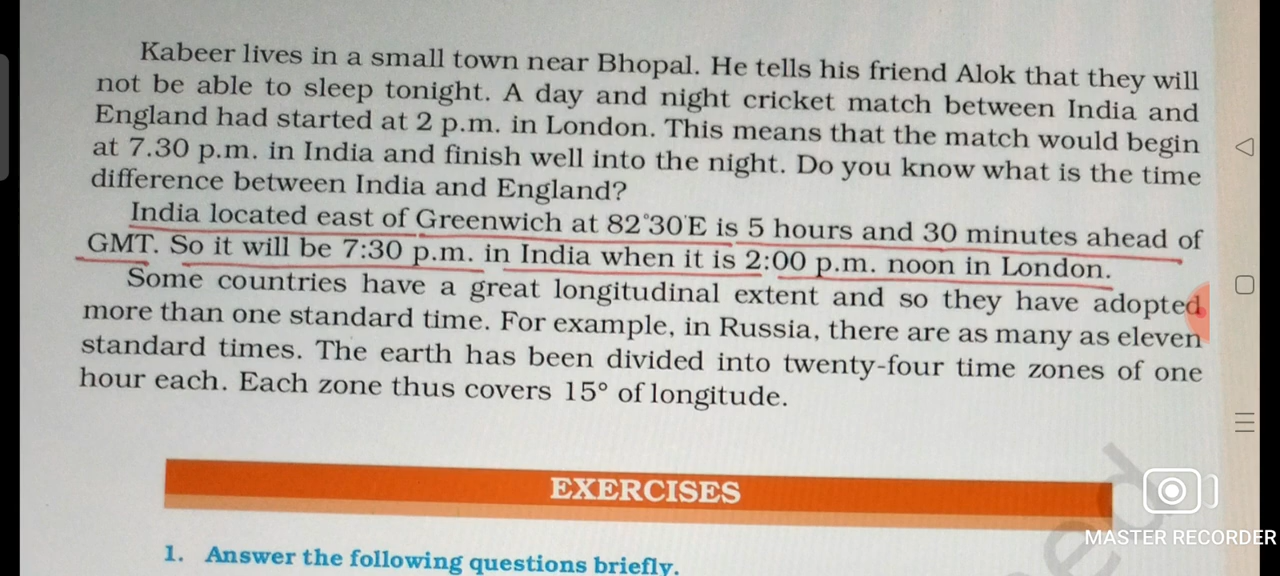 Kabeer lives in a small town near Bhopal. He tells his friend Alok that they will
not be able to sleep tonight. A day and night cricket match between India and
England had started at 2 p.m. in London. This means that the match would begin
at 7.30 p.m. in India and finish well into the night. Do you know what is the time
difference between India and England?
India located east of Greenwich at 82°30'E is 5 hours and 30 minutes ahead of
GMT. So it will be 7:30 p.m. in India when it is 2:00 p.m. noon in London.
Some countries have a great longitudinal extent and so they have adopted
more than one standard time. For example, in Russia, there are as many as eleven
standard times. The earth has been divided into twenty-four time zones of one
hour each. Each zone thus covers 15° of longitude.
EXERCISES
1. Answer the following questions briefly.
ed
MASTER RECORDER